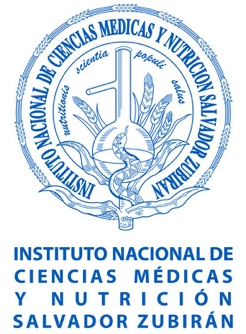 INSTITUTO NACIONAL DE CIENCIAS MEDICAS Y NUTRICION SALVADOR ZUBIRAN
nutritionis scientia populi salus
INSTITUTO NACIONAL DE
CIENCIAS MÉDICAS
Y NUTRICIÓN
SALVADOR ZUBIRÁN